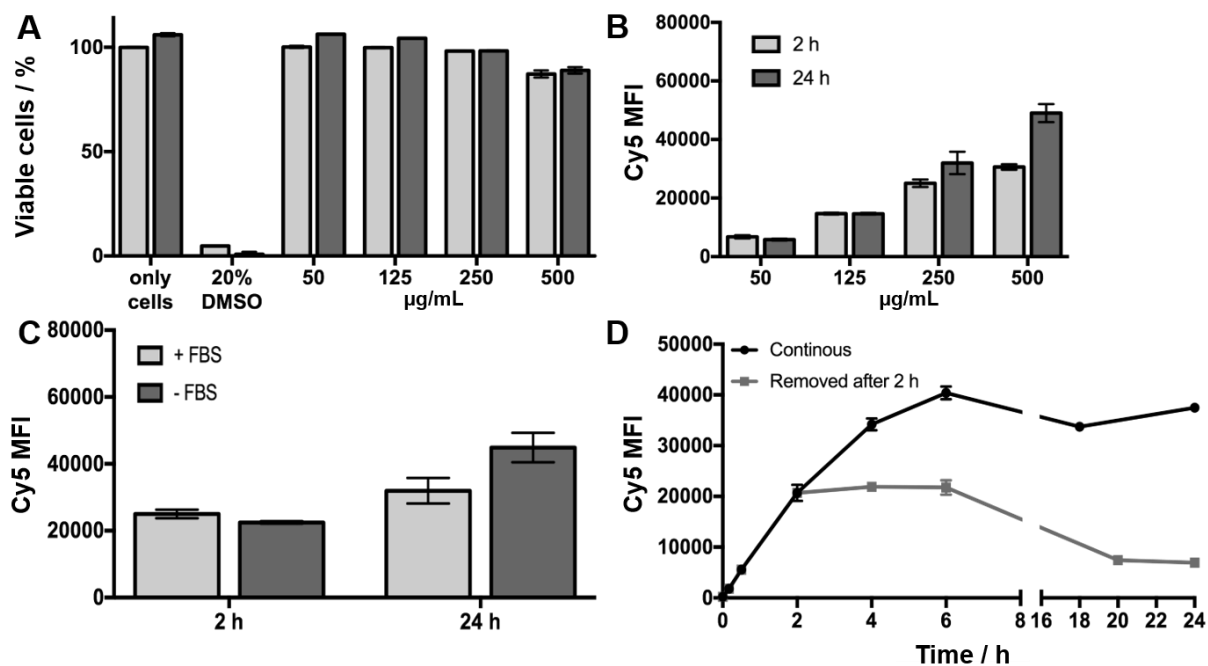 A
Viable cells / %
100
50
0
only cells
20% DMSO
50
125
250
500
µg/mL
B
Cy5 MFI
80000
60000
40000
20000
0
2 h
24 h
50
125
250
500
µg/mL
C
Cy5 MFI
80000
60000
40000
20000
0
+ FBS
- FBS
2 h
24 h
D
Cy5 MFI
50000
40000
30000
20000
10000
0
Continous
Removed after 2 h
0 2 4 6 8 16 18 20 22 24
Time / h